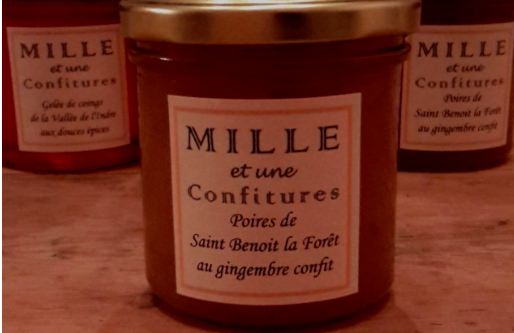 MILLE
et une
Confitures
Gelée de coings
de la Vallée de l'Indre
aux douces épices
MILLE
et une
Confitures
Poires de
Saint Benoit la Forêt
au gingembre confit
MILLE
et une
Confitures
Poires de
Saint Benoit la Forêt
au gingembre confit